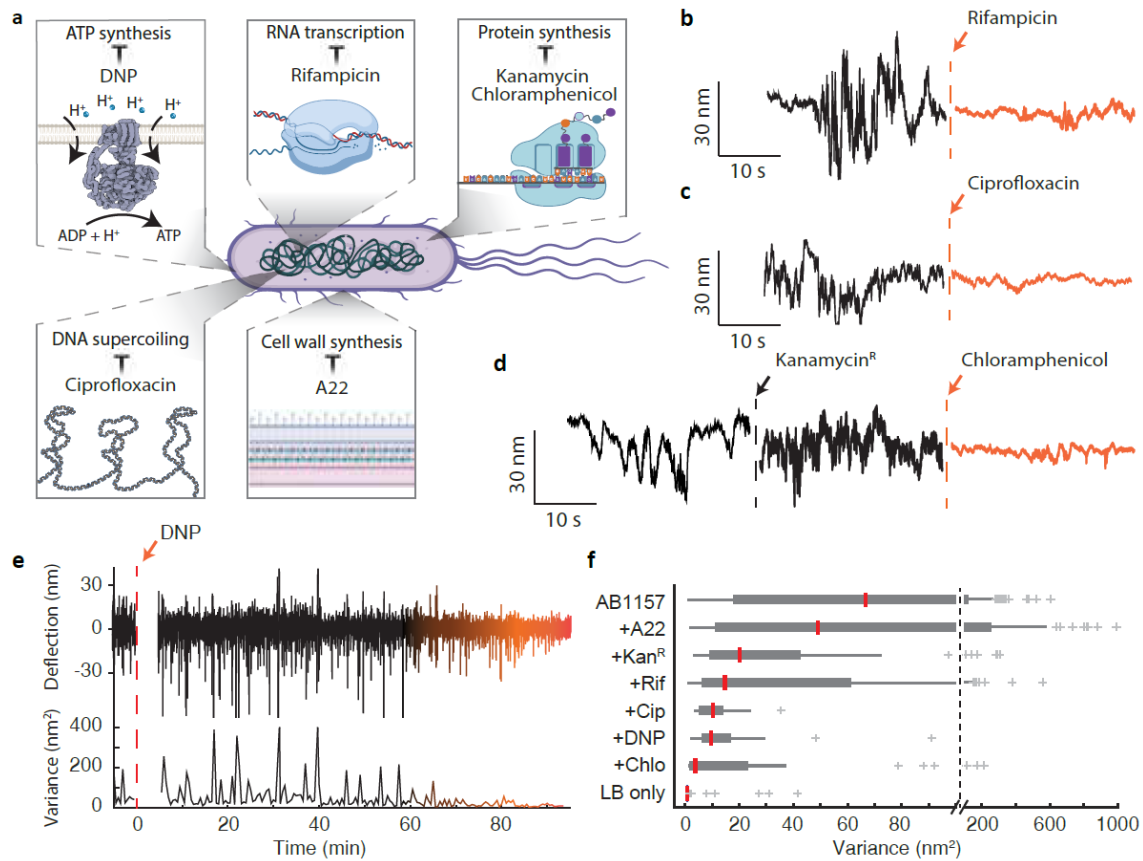 a
ATP synthesis
DNP
H+
H+
H+
H+
ADP + H+
ATP
RNA transcription
Rifampicin
Protein synthesis
Kanamycin
Chloramphenicol
DNA supercoiling
Ciprofloxacin
Cell wall synthesis
A22
b
Rifampicin
30 nm
10 s
c
Ciprofloxacin
30 nm
10 s
d
KanamycinR
Chloramphenicol
30 nm
10 s
e
DNP
Deflection (nm)
30
0
-30
Variance (nm²)
400
200
0
0
20
40
60
80
Time (min)
f
AB1157
+A22
+KanR
+Rif
+Cip
+DNP
+Chlo
LB only
0
20
40
60
80
200
600
1000
Variance (nm²)